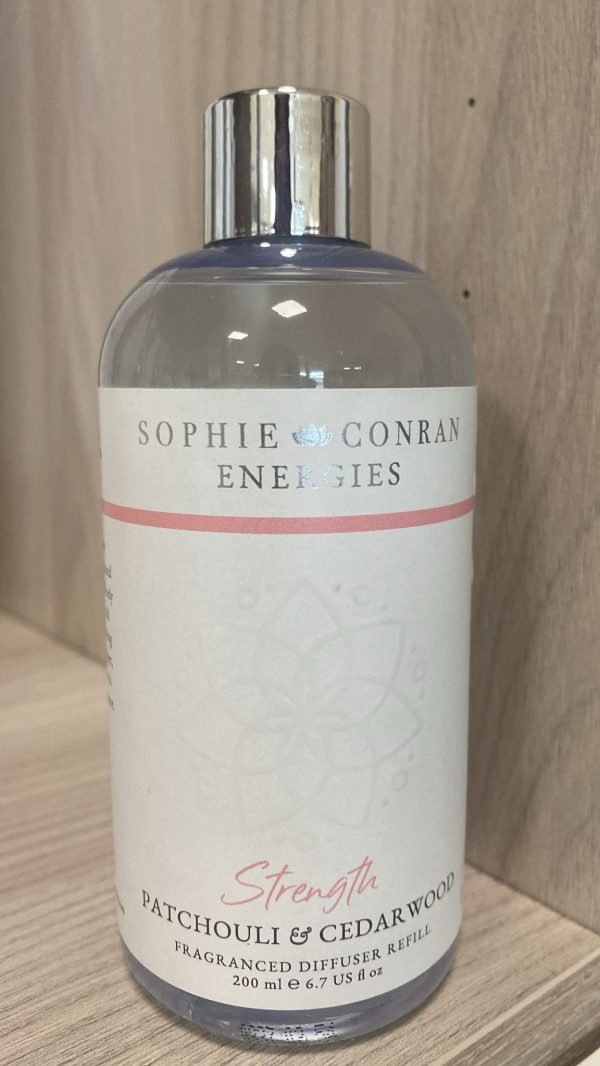 SOPHIE CONRAN
ENERGIES
Strength
PATCHOULI & CEDARWOOD
FRAGRANCED DIFFUSER REFILL
200 ml ℮ 6.7 US fl oz